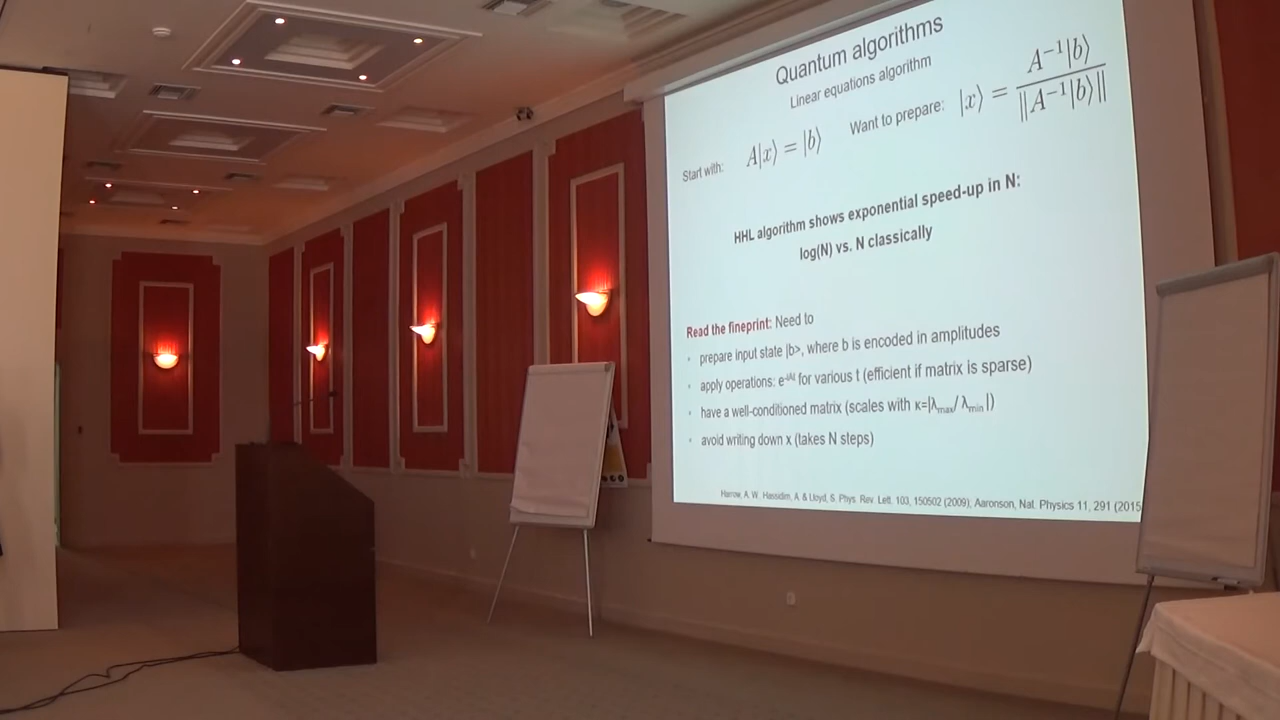 Quantum algorithms
Linear equations algorithm
Start with: A|x⟩ = |b⟩ Want to prepare: |x⟩ = A⁻¹|b⟩ / ‖A⁻¹|b⟩‖
HHL algorithm shows exponential speed-up in N:
log(N) vs. N classically
Read the fineprint: Need to
• prepare input state |b>, where b is encoded in amplitudes
• apply operations: e^-iAt for various t (efficient if matrix is sparse)
• have a well-conditioned matrix (scales with κ=|λmax/ λmin|)
• avoid writing down x (takes N steps)
Harrow, A. W. Hassidim, A. & Lloyd, S. Phys. Rev. Lett. 103, 150502 (2009); Aaronson, Nat. Physics 11, 291 (2015